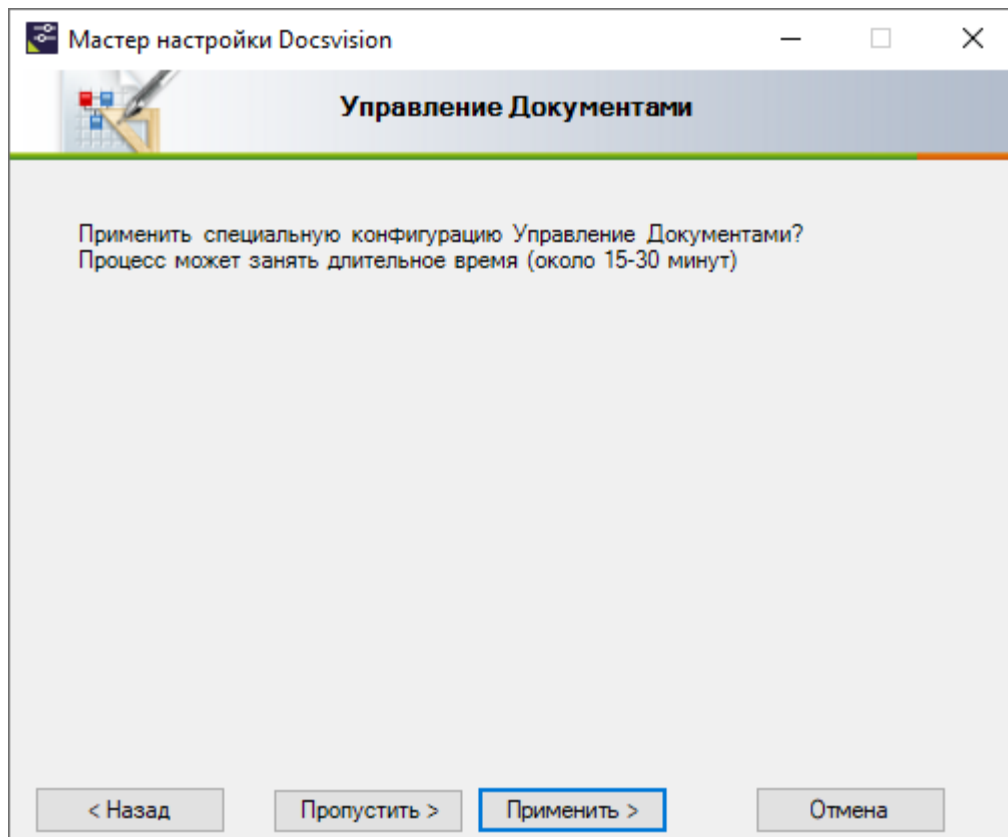 Мастер настройки Docsvision
Управление Документами
Применить специальную конфигурацию Управление Документами?
Процесс может занять длительное время (около 15-30 минут)
< Назад
Пропустить >
Применить >
Отмена